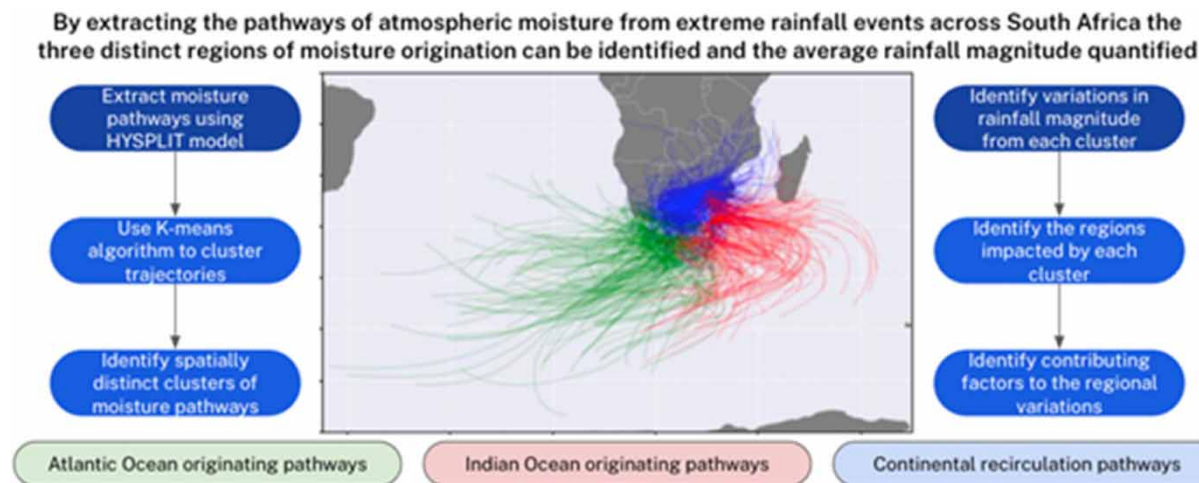 By extracting the pathways of atmospheric moisture from extreme rainfall events across South Africa the
three distinct regions of moisture origination can be identified and the average rainfall magnitude quantified
Extract moisture
pathways using
HYSPLIT model
Use K-means
algorithm to cluster
trajectories
Identify spatially
distinct clusters of
moisture pathways
Identify variations in
rainfall magnitude
from each cluster
Identify the regions
impacted by each
cluster
Identify contributing
factors to the regional
variations
Atlantic Ocean originating pathways
Indian Ocean originating pathways
Continental recirculation pathways